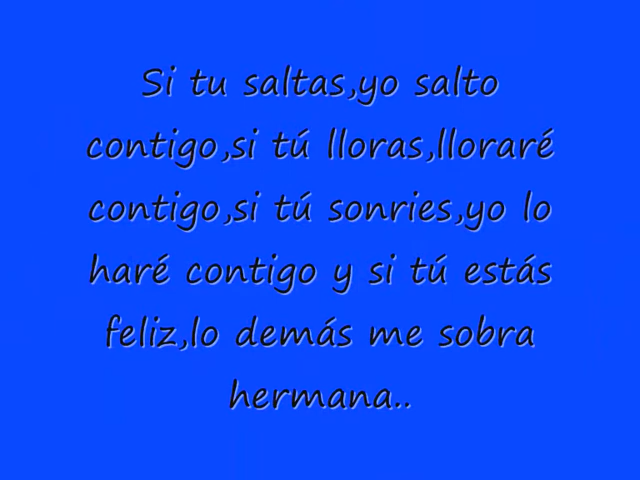 Si tu saltas,yo salto
contigo,si tú lloras,lloraré
contigo,si tú sonries,yo lo
haré contigo y si tú estás
feliz,lo demás me sobra
hermana..